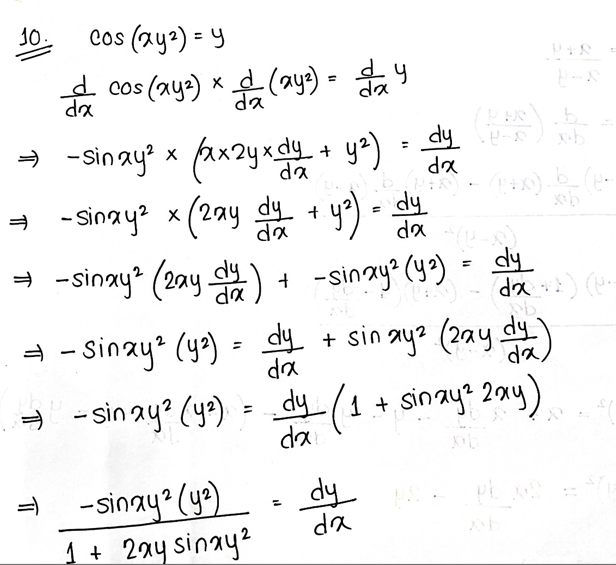 10. cos(xy²) = y
d/dx cos(xy²) × d/dx (xy²) = d/dx y
⇒ -sinxy² × (x×2y×dy/dx + y²) = dy/dx
⇒ -sinxy² × (2xy dy/dx + y²) = dy/dx
⇒ -sinxy² (2xy dy/dx) + -sinxy² (y²) = dy/dx
⇒ -sinxy² (y²) = dy/dx + sin xy² (2xy dy/dx)
⇒ -sinxy² (y²) = dy/dx (1 + sinxy² 2xy)
⇒ -sinxy² (y²) / 1 + 2xy sinxy² = dy/dx